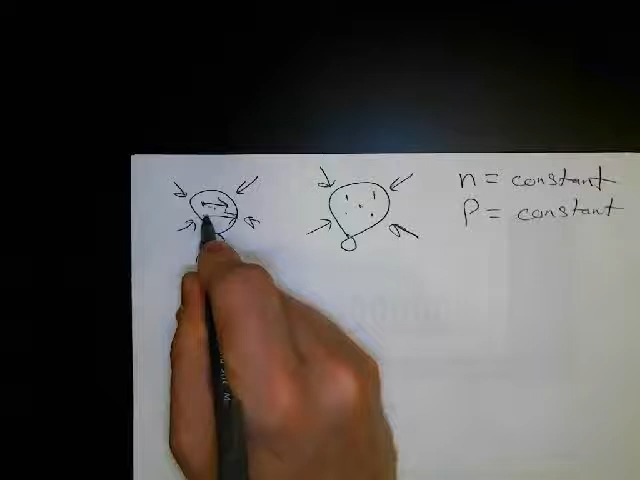 n = constant
P = constant